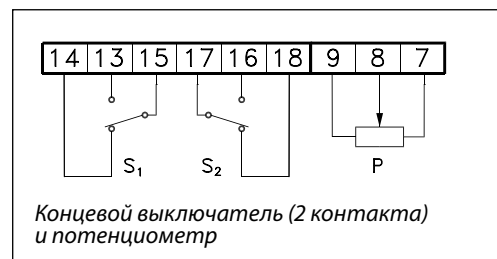 14 13 15 17 16 18 9 8 7
S₁ S₂ P
Концевой выключатель (2 контакта)
и потенциометр